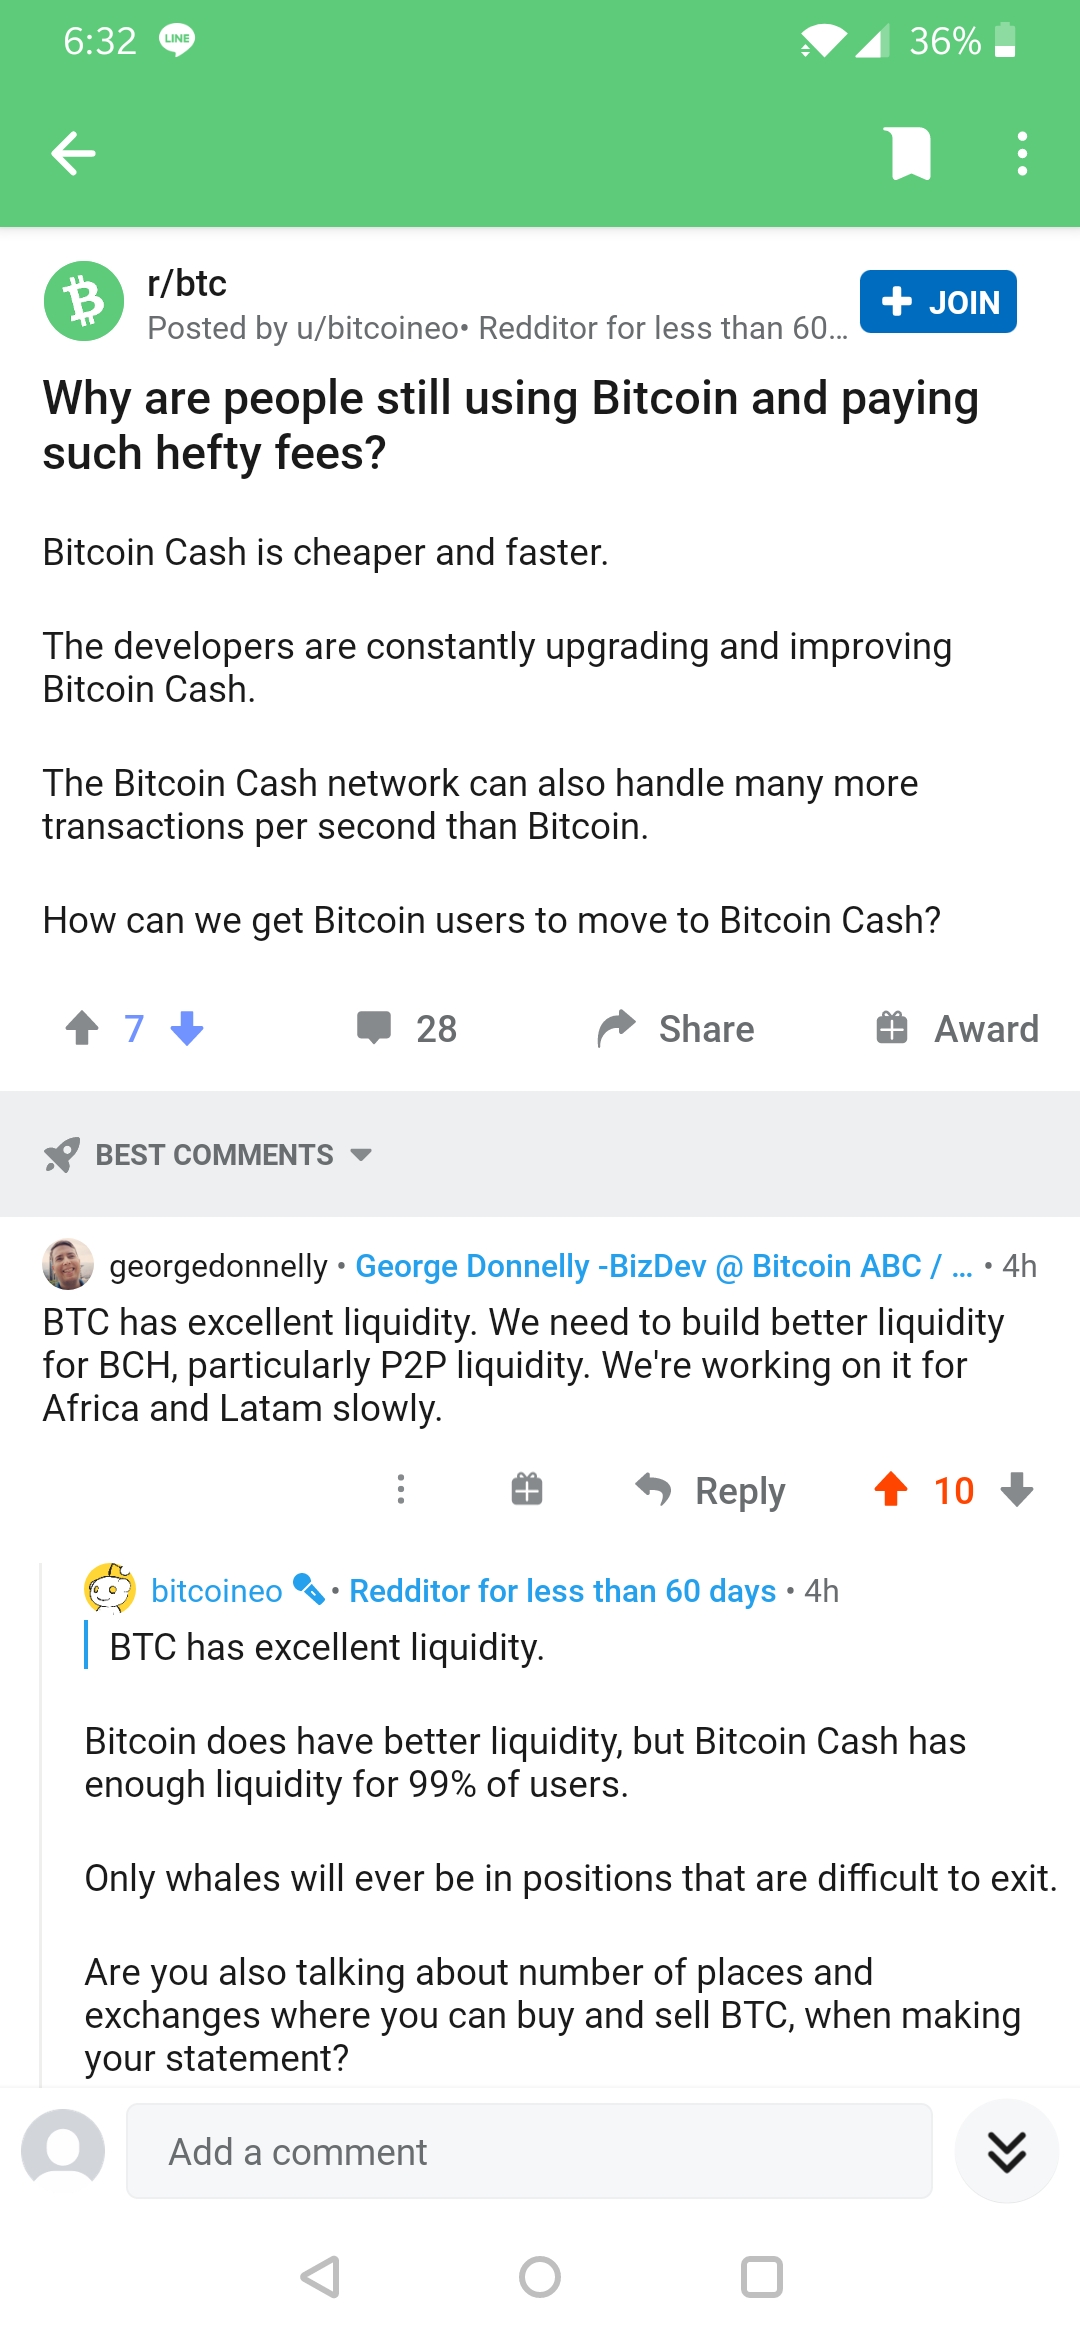 6:32 LINE 36%
r/btc
Posted by u/bitcoineo• Redditor for less than 60...
JOIN
Why are people still using Bitcoin and paying
such hefty fees?
Bitcoin Cash is cheaper and faster.
The developers are constantly upgrading and improving
Bitcoin Cash.
The Bitcoin Cash network can also handle many more
transactions per second than Bitcoin.
How can we get Bitcoin users to move to Bitcoin Cash?
7 28 Share Award
BEST COMMENTS
georgedonnelly • George Donnelly -BizDev @ Bitcoin ABC / ... • 4h
BTC has excellent liquidity. We need to build better liquidity
for BCH, particularly P2P liquidity. We're working on it for
Africa and Latam slowly.
Reply 10
bitcoineo • Redditor for less than 60 days • 4h
BTC has excellent liquidity.
Bitcoin does have better liquidity, but Bitcoin Cash has
enough liquidity for 99% of users.
Only whales will ever be in positions that are difficult to exit.
Are you also talking about number of places and
exchanges where you can buy and sell BTC, when making
your statement?
Add a comment